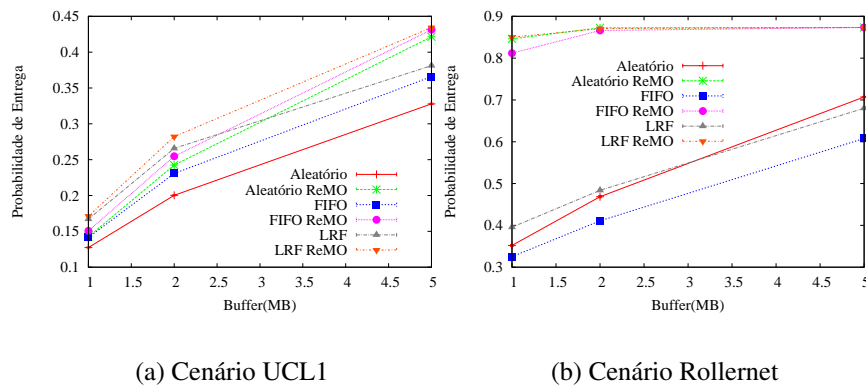 0.45
0.4
0.35
0.3
0.25
0.2
0.15
0.1
Probabilidade de Entrega
Aleatório
Aleatório ReMO
FIFO
FIFO ReMO
LRF
LRF ReMO
1 1.5 2 2.5 3 3.5 4 4.5 5
Buffer(MB)
(a) Cenário UCL1
0.9
0.8
0.7
0.6
0.5
0.4
0.3
Probabilidade de Entrega
Aleatório
Aleatório ReMO
FIFO
FIFO ReMO
LRF
LRF ReMO
1 1.5 2 2.5 3 3.5 4 4.5 5
Buffer(MB)
(b) Cenário Rollernet